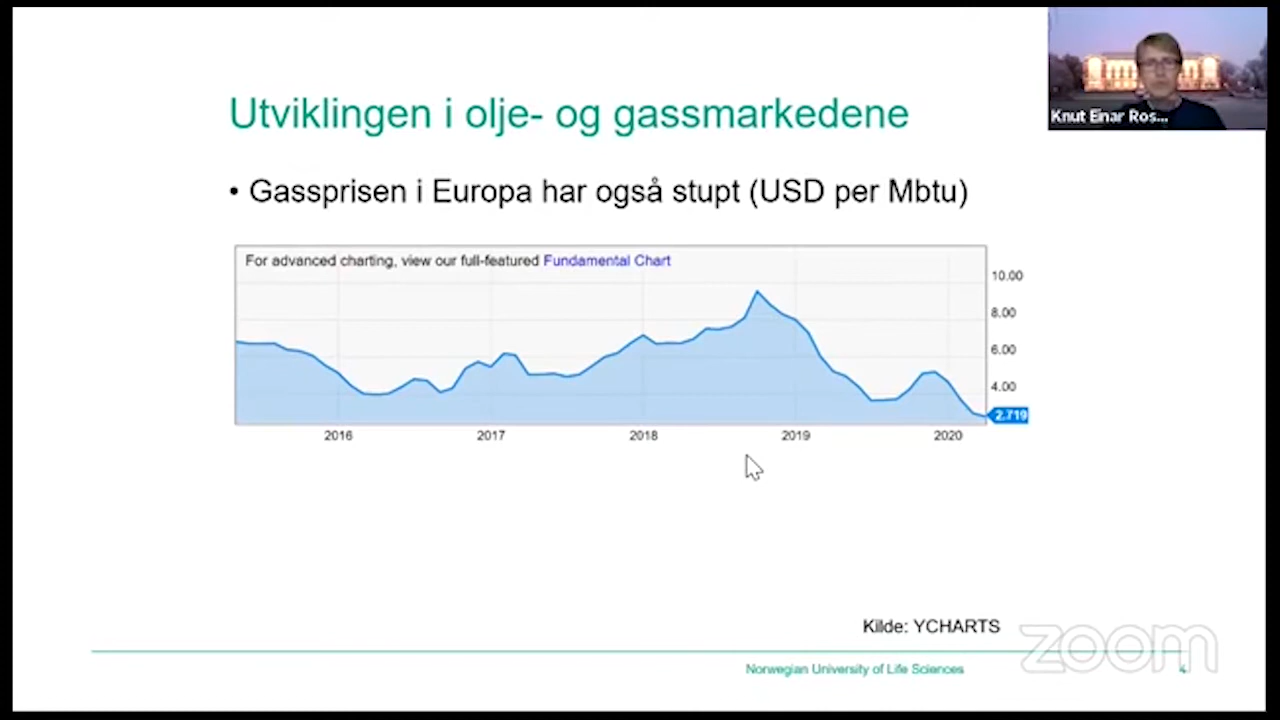 Knut Einar Ros...
Utviklingen i olje- og gassmarkedene
• Gassprisen i Europa har også stupt (USD per Mbtu)
For advanced charting, view our full-featured Fundamental Chart
10.00
8.00
6.00
4.00
2.719
2016 2017 2018 2019 2020
Kilde: YCHARTS
zoom
Norwegian University of Life Sciences 4